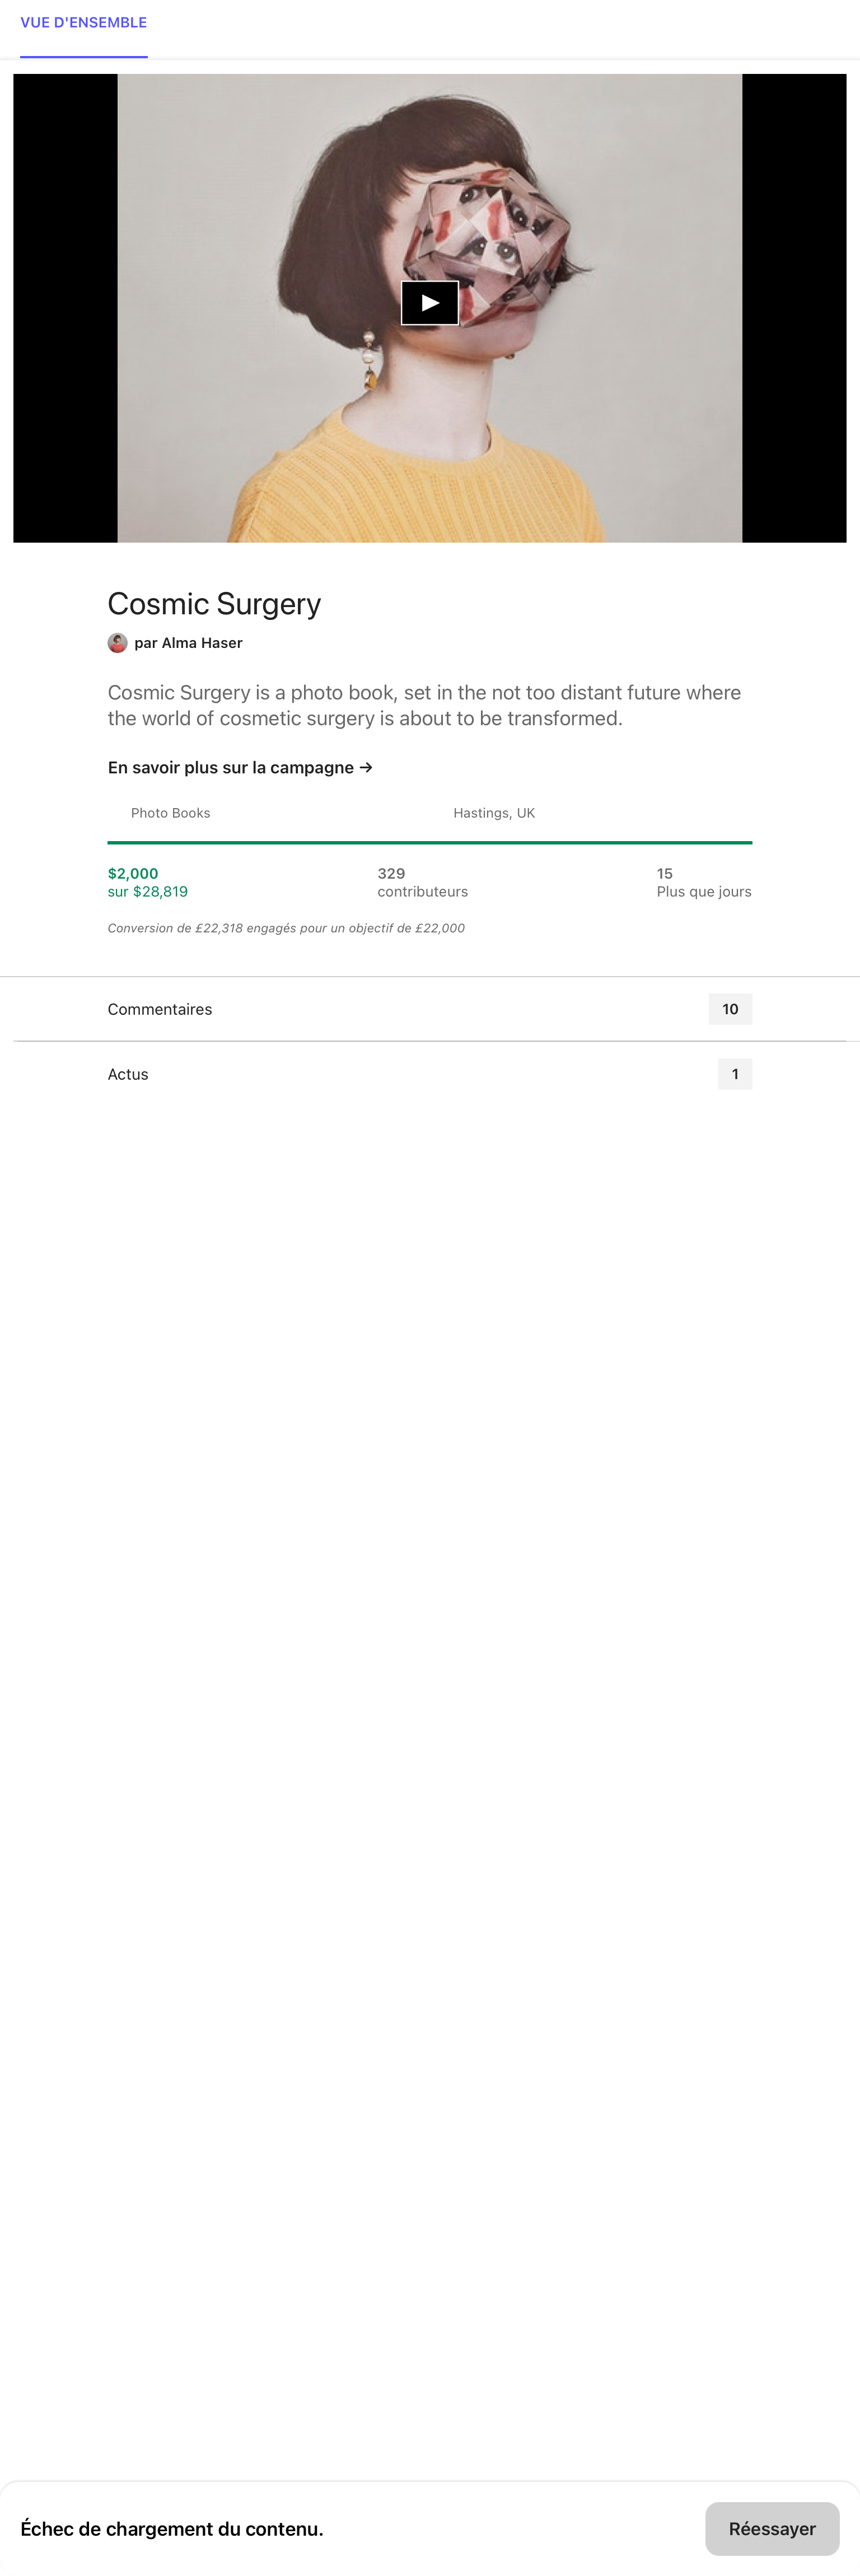 VUE D'ENSEMBLE
Cosmic Surgery
par Alma Haser
Cosmic Surgery is a photo book, set in the not too distant future where
the world of cosmetic surgery is about to be transformed.
En savoir plus sur la campagne →
Photo Books Hastings, UK
$2,000 329 15
sur $28,819 contributeurs Plus que jours
Conversion de £22,318 engagés pour un objectif de £22,000
Commentaires 10
Actus 1
Échec de chargement du contenu. Réessayer